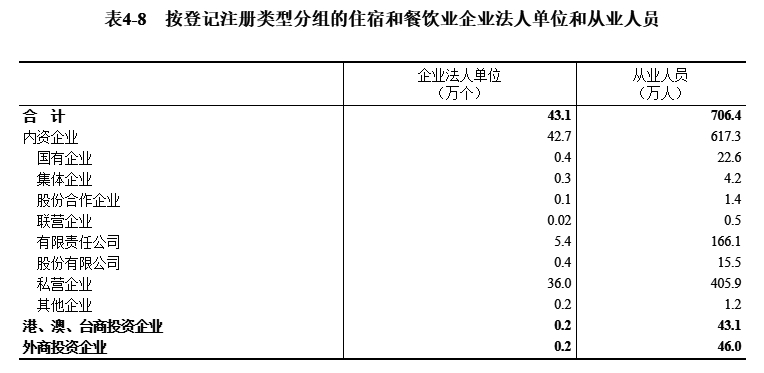 表4-8 按登记注册类型分组的住宿和餐饮业企业法人单位和从业人员
企业法人单位 从业人员
（万个） （万人）
合 计 43.1 706.4
内资企业 42.7 617.3
国有企业 0.4 22.6
集体企业 0.3 4.2
股份合作企业 0.1 1.4
联营企业 0.02 0.5
有限责任公司 5.4 166.1
股份有限公司 0.4 15.5
私营企业 36.0 405.9
其他企业 0.2 1.2
港、澳、台商投资企业 0.2 43.1
外商投资企业 0.2 46.0